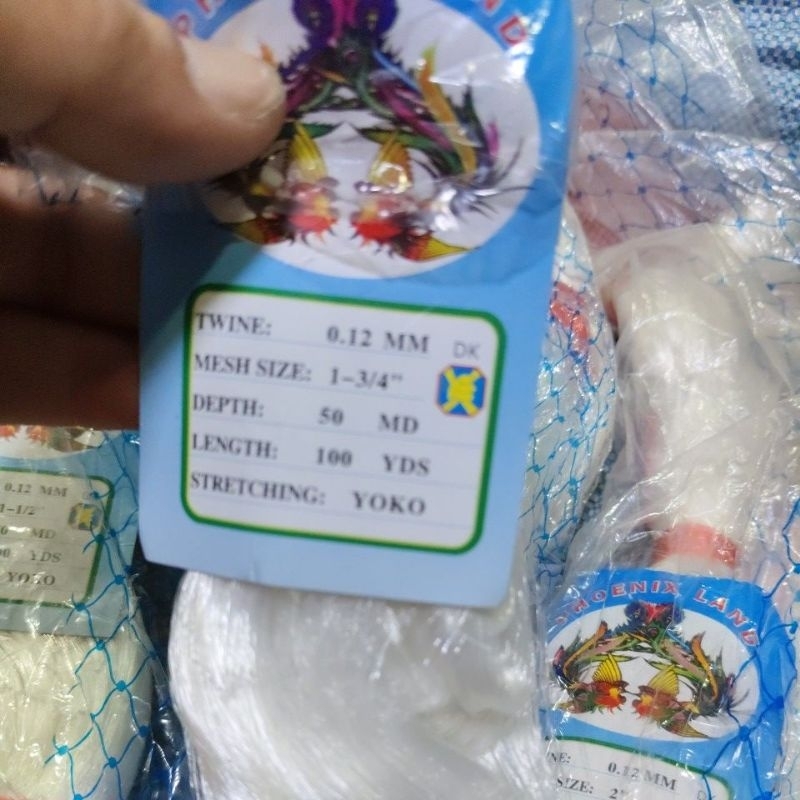 TWINE: 0.12 MM DK
MESH SIZE: 1-3/4"
DEPTH: 50 MD
LENGTH: 100 YDS
STRETCHING: YOKO
0.12 MM
1-1/2"
MD
YDS
YOKO
PHOENIX LAND
0.12 MM
SIZE: 2"